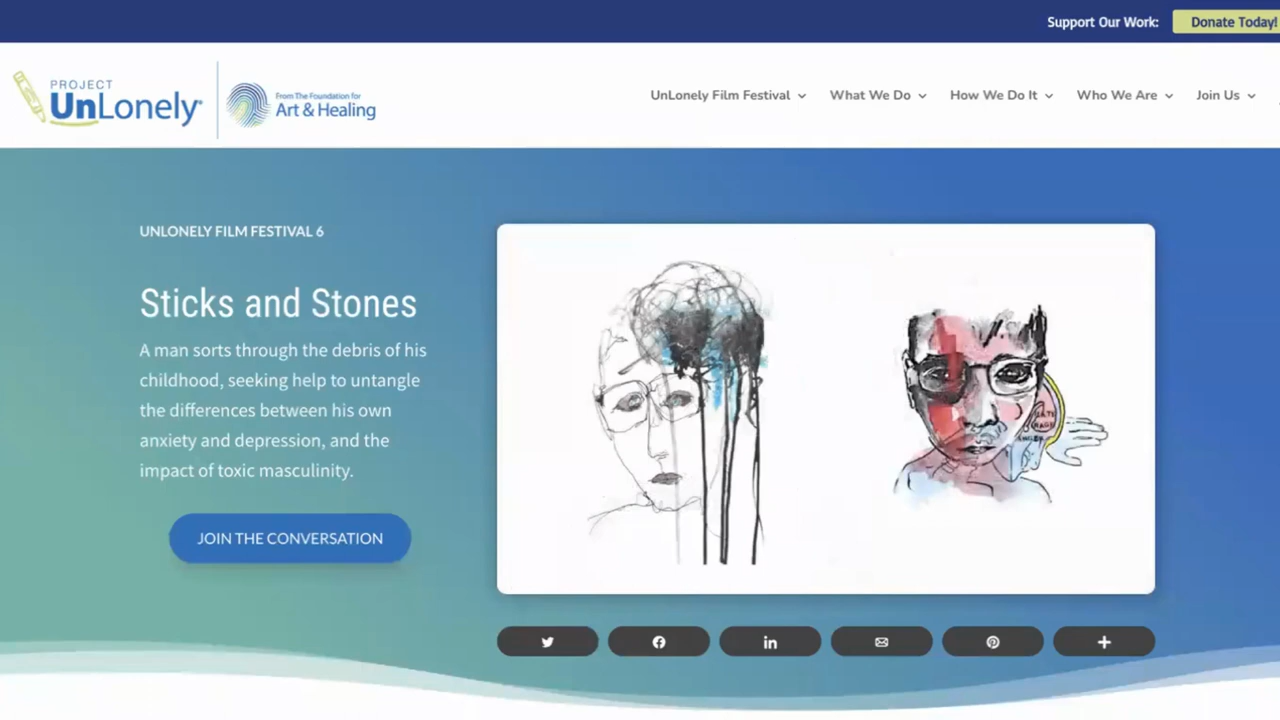 Support Our Work:
Donate Today!
PROJECT
UnLonely®
From The Foundation for
Art & Healing
UnLonely Film Festival
What We Do
How We Do It
Who We Are
Join Us
UNLONELY FILM FESTIVAL 6
Sticks and Stones
A man sorts through the debris of his
childhood, seeking help to untangle
the differences between his own
anxiety and depression, and the
impact of toxic masculinity.
JOIN THE CONVERSATION